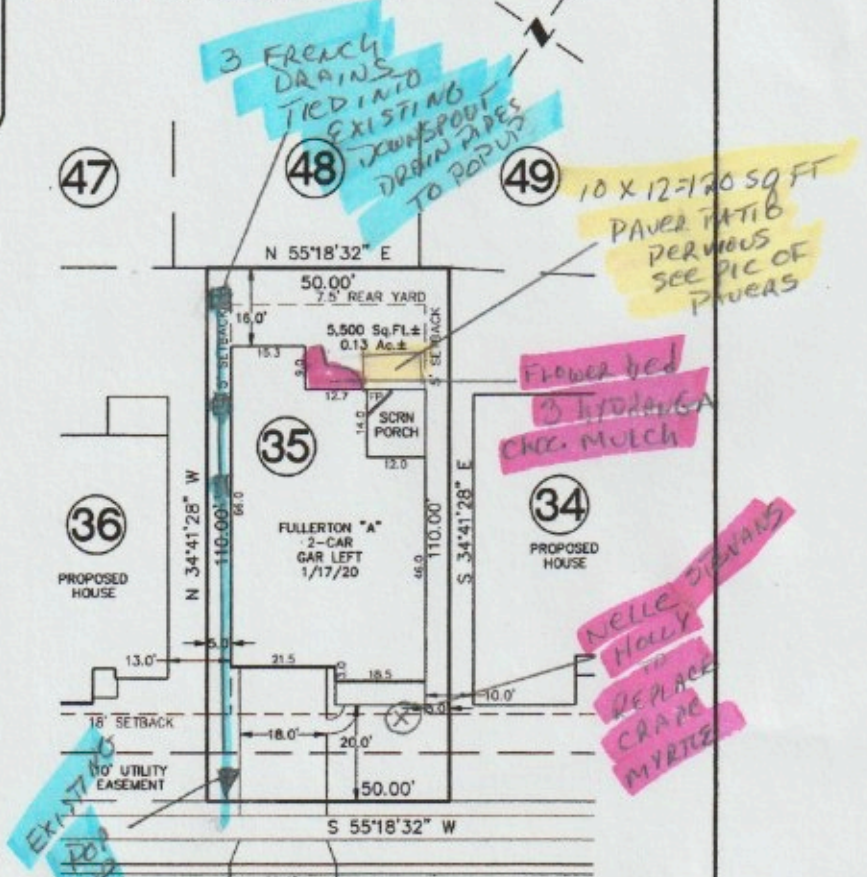 3 FRENCH
DRAINS
TIED INTO
EXISTING
DOWNSPOUT
DRAIN PIPES
TO POPUP
N
47
48
49
10 X 12=120 SQ FT
PAVER PATIO
PERVIOUS
SEE PIC OF
PAVERS
N 55°18'32" E
50.00'
7.5' REAR YARD
16.0'
5' SETBACK
5,500 Sq.Ft.±
0.13 Ac.±
5' SETBACK
15.3
9.0
12.7
FP
14.0
SCRN
PORCH
12.0
FLOWER bed
3 HYDRANGA
CHOC. MULCH
35
36
PROPOSED
HOUSE
34
PROPOSED
HOUSE
N 34°41'28" W
110.00'
66.0
FULLERTON "A"
2-CAR
GAR LEFT
1/17/20
46.0
110.00'
S 34°41'28" E
NELLIE STEVANS
HOLLY
TO
REPLACE
CRAPE
MYRTLE
5.0'
13.0'
21.5
18.5
10.0'
18' SETBACK
18.0'
20.0'
10' UTILITY
EASEMENT
50.00'
S 55°18'32" W
EXISTING
POP